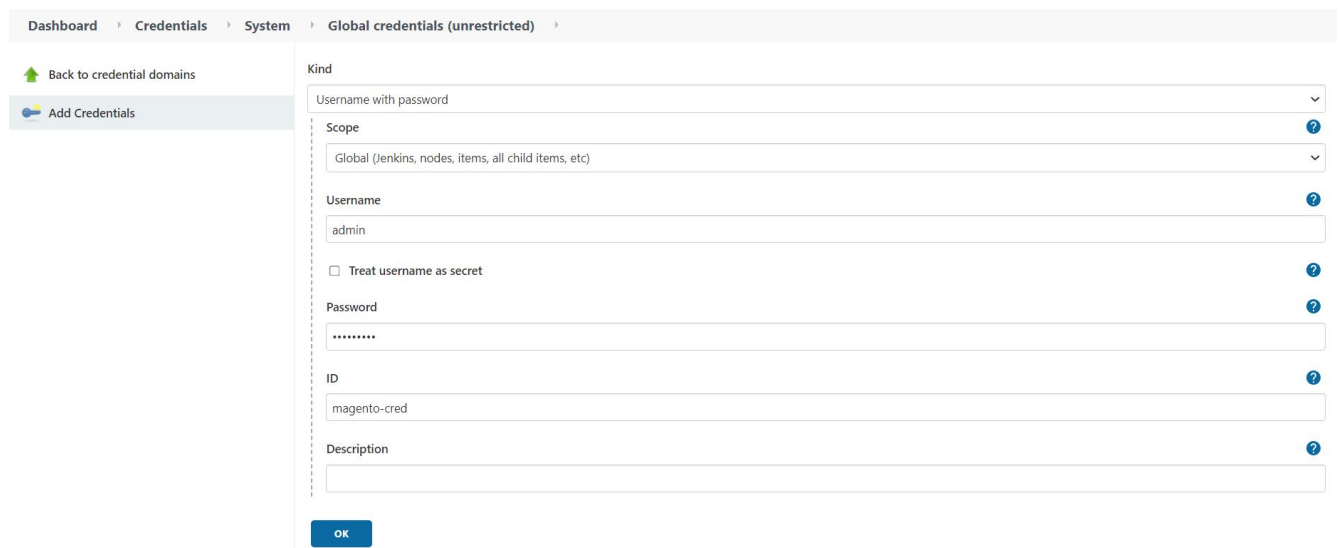 Dashboard Credentials System Global credentials (unrestricted)
Back to credential domains
Add Credentials
Kind
Username with password
Scope
?
Global (Jenkins, nodes, items, all child items, etc)
Username
?
admin
Treat username as secret
?
Password
?
•••••••••
ID
?
magento-cred
Description
?
OK